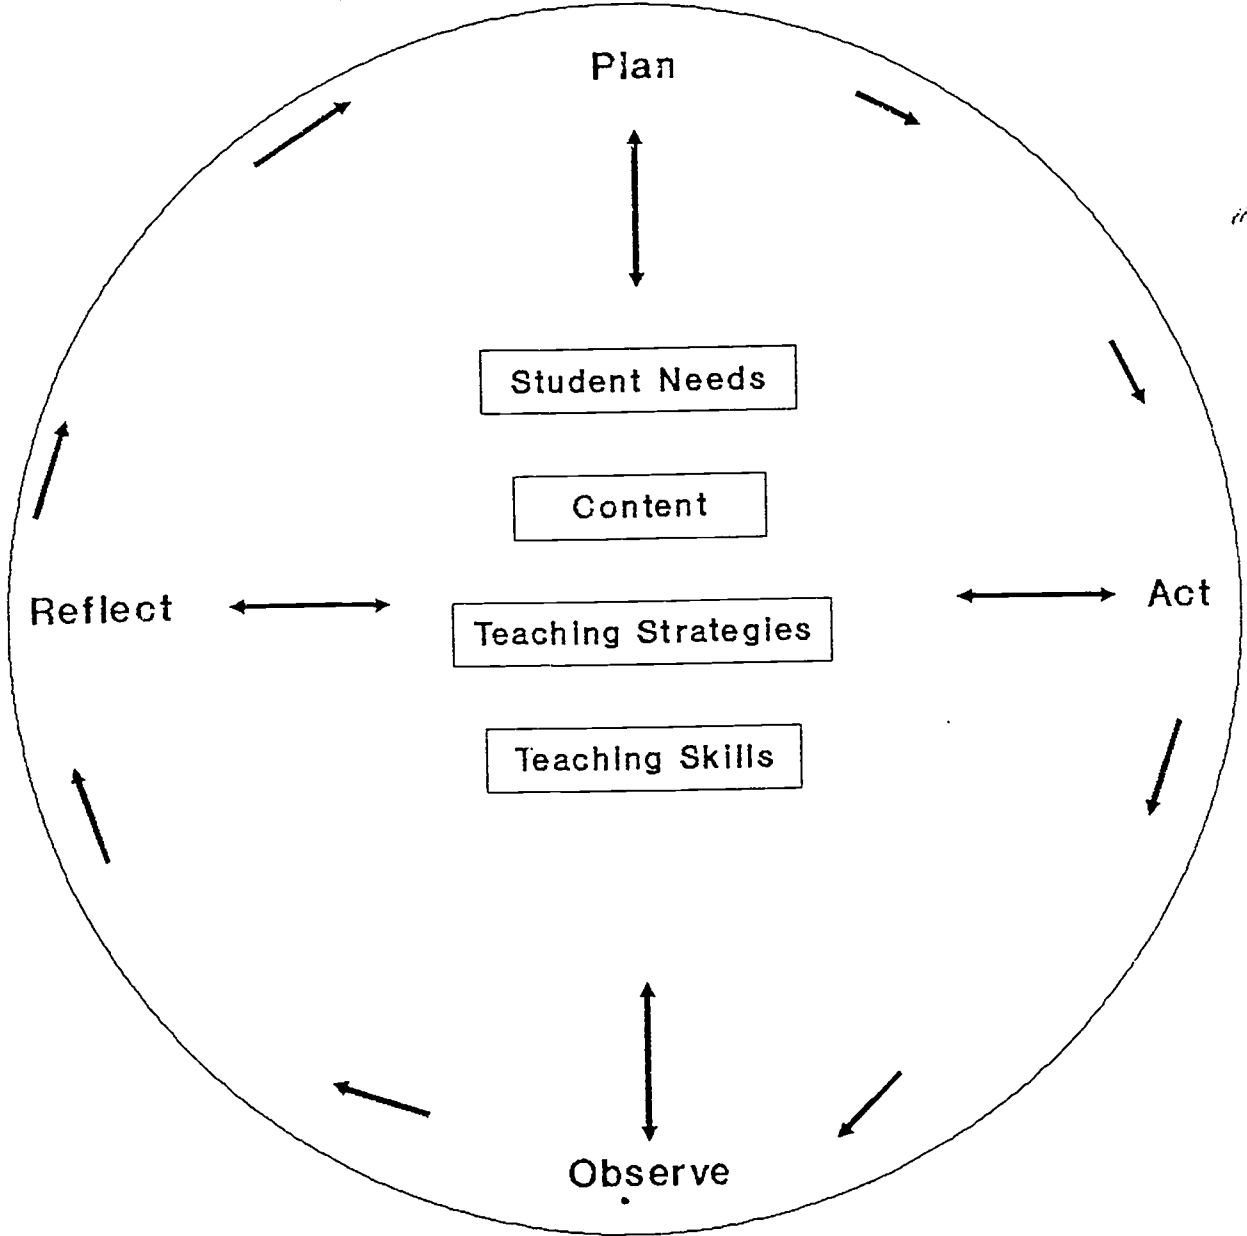 Plan
Student Needs
Content
Reflect
Act
Teaching Strategies
Teaching Skills
Observe